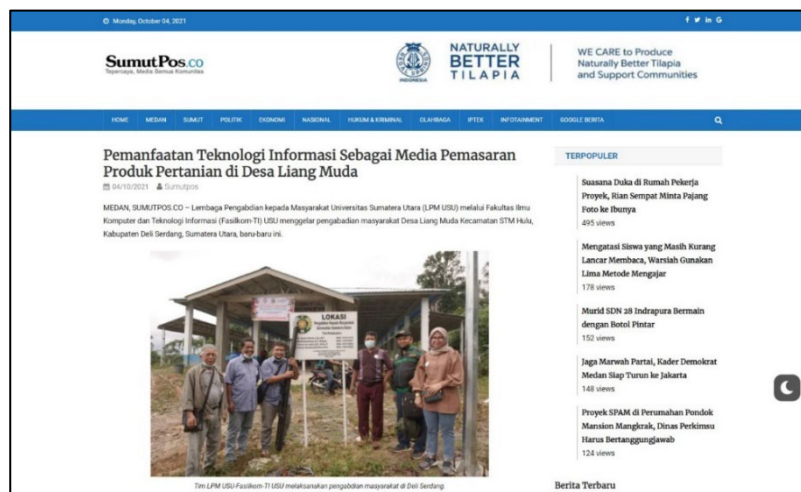 Monday, October 04, 2021
SumutPos.co
Tepercaya, Media Semua Komunitas
INDONESIA
NATURALLY
BETTER
TILAPIA
WE CARE to Produce
Naturally Better Tilapia
and Support Communities
HOME MEDAN SUMUT POLITIK EKONOMI NASIONAL HUKUM & KRIMINAL OLAHRAGA IPTEK INFOTAINMENT GOOGLE BERITA
Pemanfaatan Teknologi Informasi Sebagai Media Pemasaran
Produk Pertanian di Desa Liang Muda
04/10/2021 Sumutpos
MEDAN, SUMUTPOS.CO – Lembaga Pengabdian kepada Masyarakat Universitas Sumatera Utara (LPM USU) melalui Fakultas Ilmu
Komputer dan Teknologi Informasi (Fasilkom-TI) USU menggelar pengabadian masyarakat Desa Liang Muda Kecamatan STM Hulu,
Kabupaten Deli Serdang, Sumatera Utara, baru-baru ini.
LOKASI
Tim LPM USU-Fasilkom-TI USU melaksanakan pengabdian masyarakat di Deli Serdang.
TERPOPULER
Suasana Duka di Rumah Pekerja
Proyek, Rian Sempat Minta Pajang
Foto ke Ibunya
495 views
Mengatasi Siswa yang Masih Kurang
Lancar Membaca, Warsiah Gunakan
Lima Metode Mengajar
178 views
Murid SDN 28 Indrapura Bermain
dengan Botol Pintar
152 views
Jaga Marwah Partai, Kader Demokrat
Medan Siap Turun ke Jakarta
148 views
Proyek SPAM di Perumahan Pondok
Mansion Mangkrak, Dinas Perkimsu
Harus Bertanggungjawab
124 views
Berita Terbaru